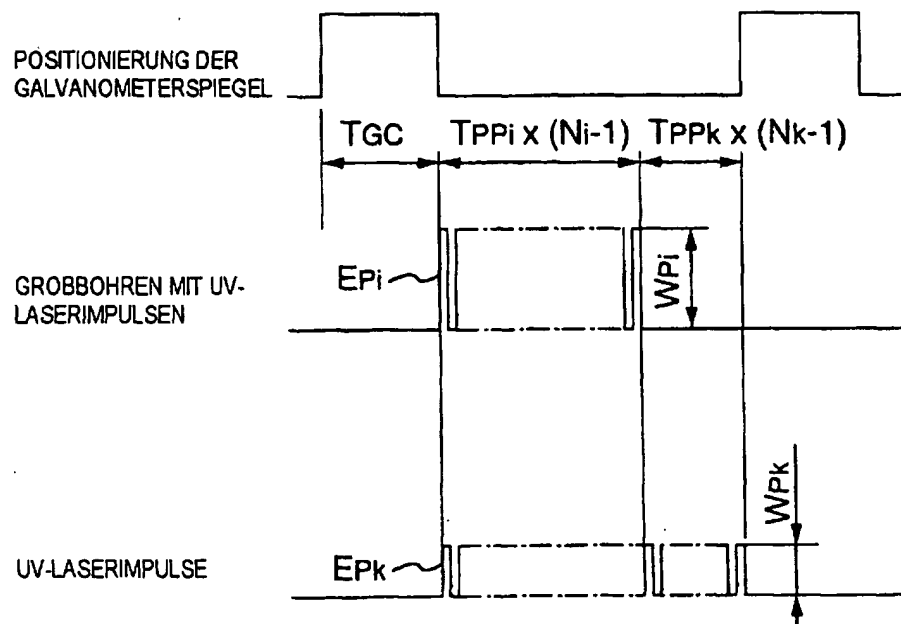 POSITIONIERUNG DER
GALVANOMETERSPIEGEL
TGC
TPPi x (Ni-1)
TPPk x (Nk-1)
EPi
WPi
GROBBOHREN MIT UV-
LASERIMPULSEN
WPk
UV-LASERIMPULSE
EPk